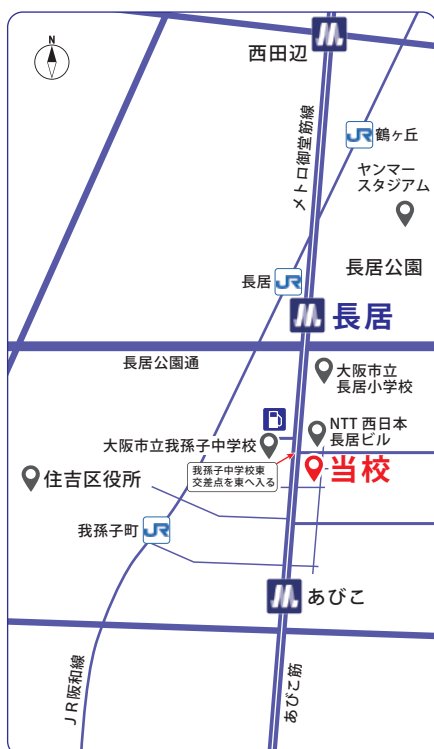 N
西田辺
メトロ御堂筋線
JR 鶴ヶ丘
ヤンマー
スタジアム
長居公園
長居 JR
長居
長居公園通
大阪市立
長居小学校
NTT 西日本
長居ビル
大阪市立我孫子中学校
我孫子中学校東
交差点を東へ入る
当校
住吉区役所
我孫子町 JR
あびこ
JR阪和線
あびこ筋